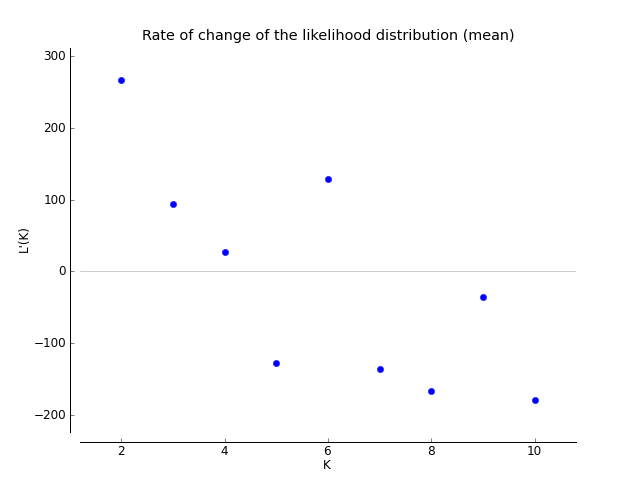 Rate of change of the likelihood distribution (mean)
300
200
100
0
−100
−200
L'(K)
2 4 6 8 10
K